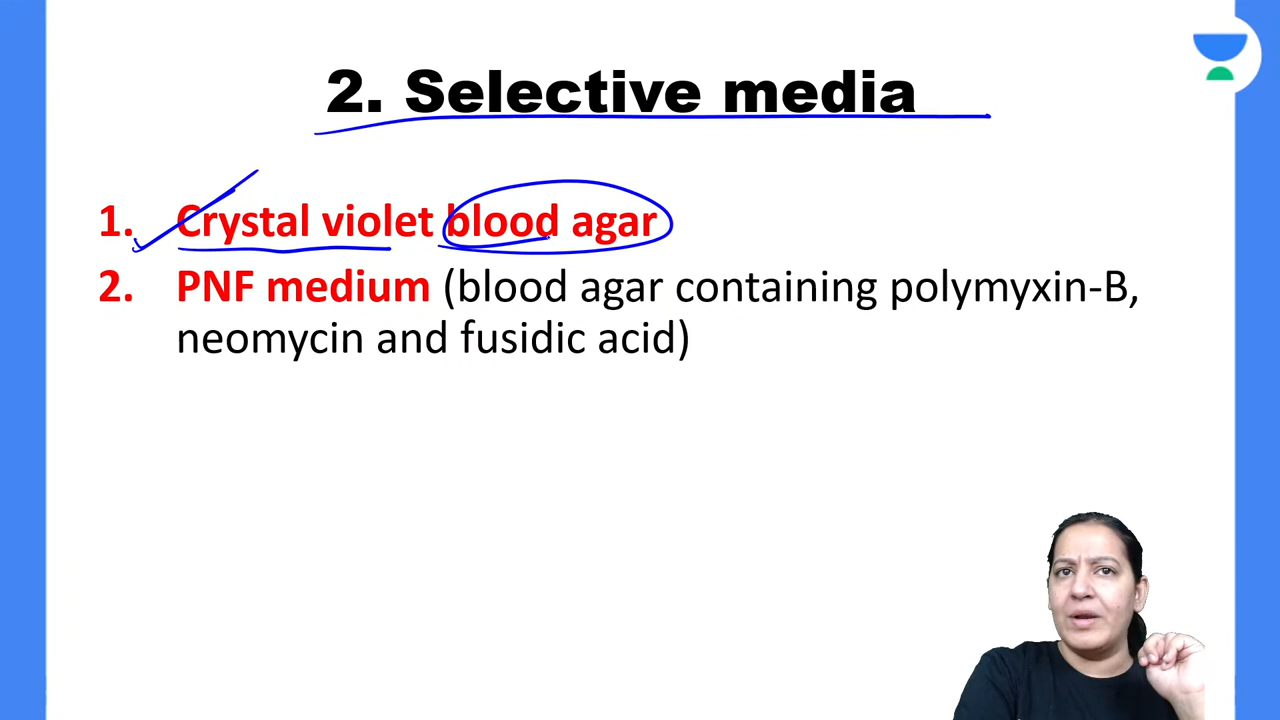 2. Selective media
1. Crystal violet blood agar
2. PNF medium (blood agar containing polymyxin-B,
neomycin and fusidic acid)